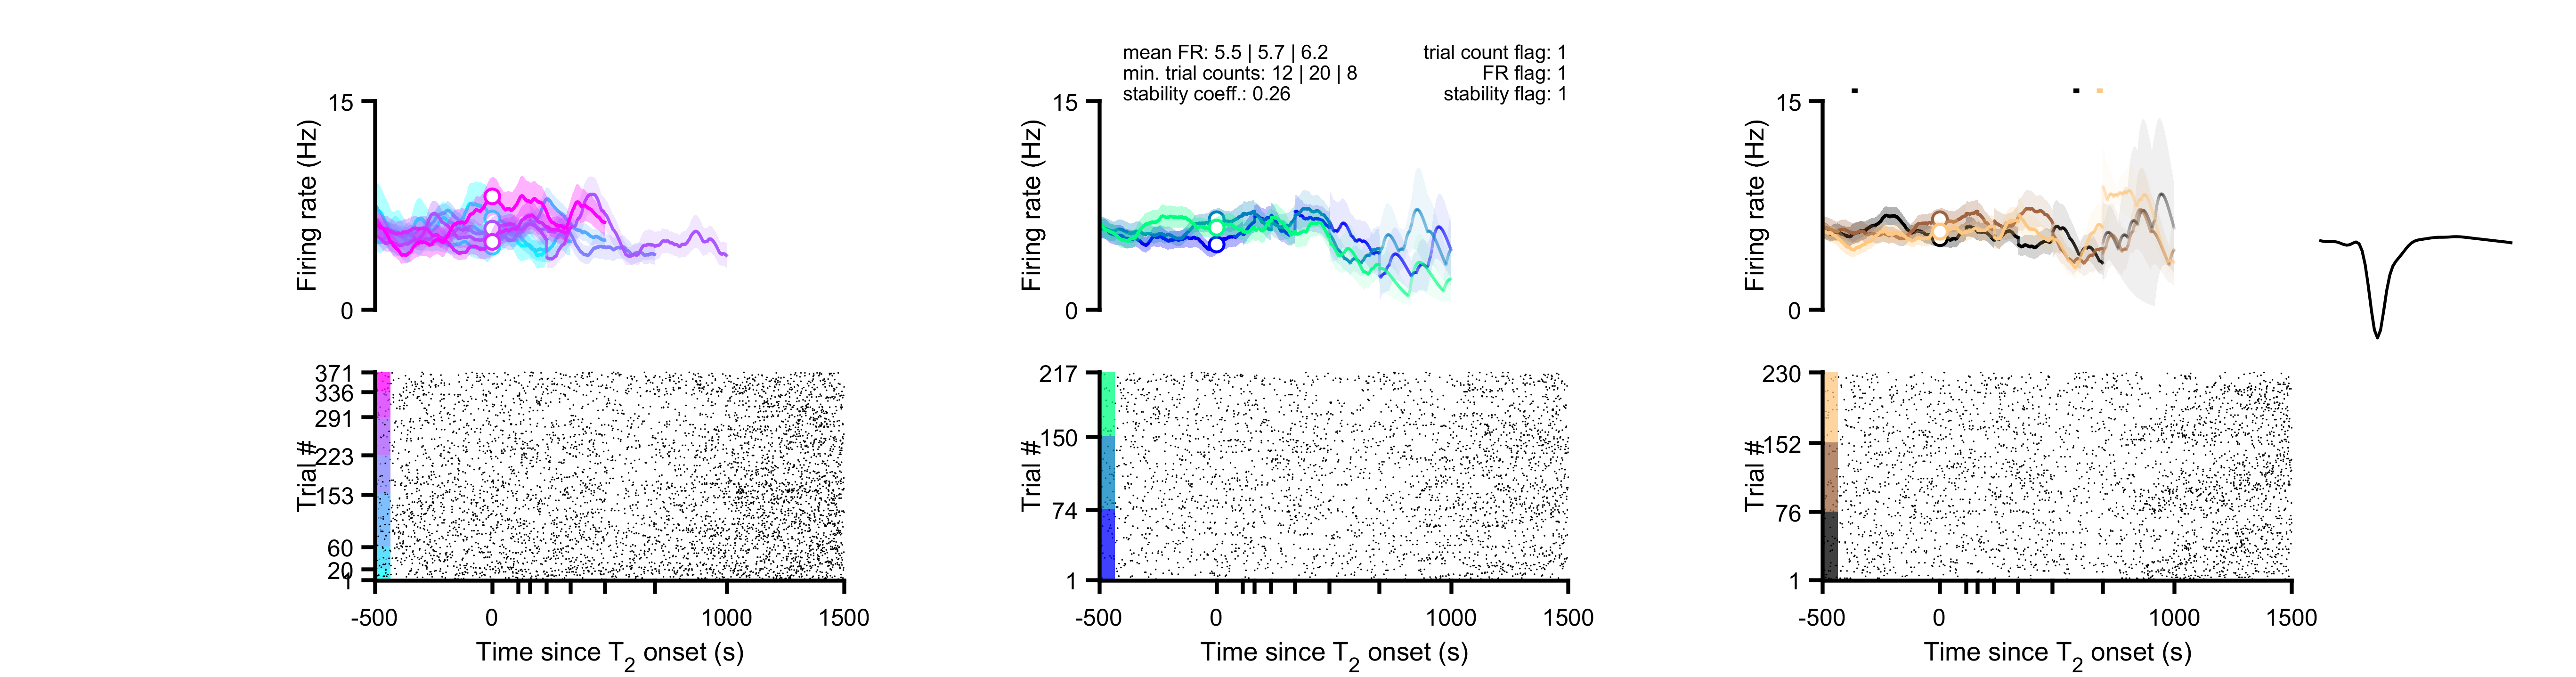 mean FR: 5.5 | 5.7 | 6.2
min. trial counts: 12 | 20 | 8
stability coeff.: 0.26
trial count flag: 1
FR flag: 1
stability flag: 1
15
Firing rate (Hz)
0
15
Firing rate (Hz)
0
15
Firing rate (Hz)
0
371
336
291
223
153
60
20
1
Trial #
-500
0
1000
1500
Time since T2 onset (s)
217
150
74
1
Trial #
-500
0
1000
1500
Time since T2 onset (s)
230
152
76
1
Trial #
-500
0
1000
1500
Time since T2 onset (s)